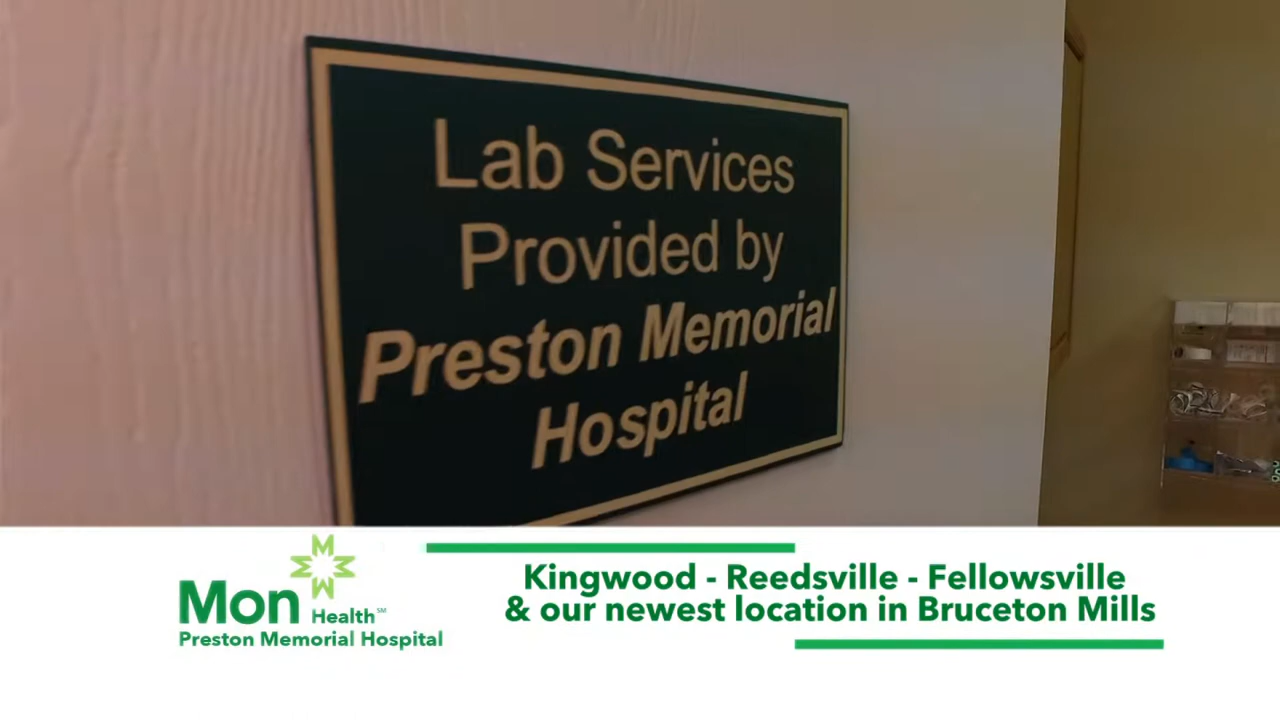 Lab Services
Provided by
Preston Memorial
Hospital
Mon Health℠
Preston Memorial Hospital
Kingwood - Reedsville - Fellowsville
& our newest location in Bruceton Mills